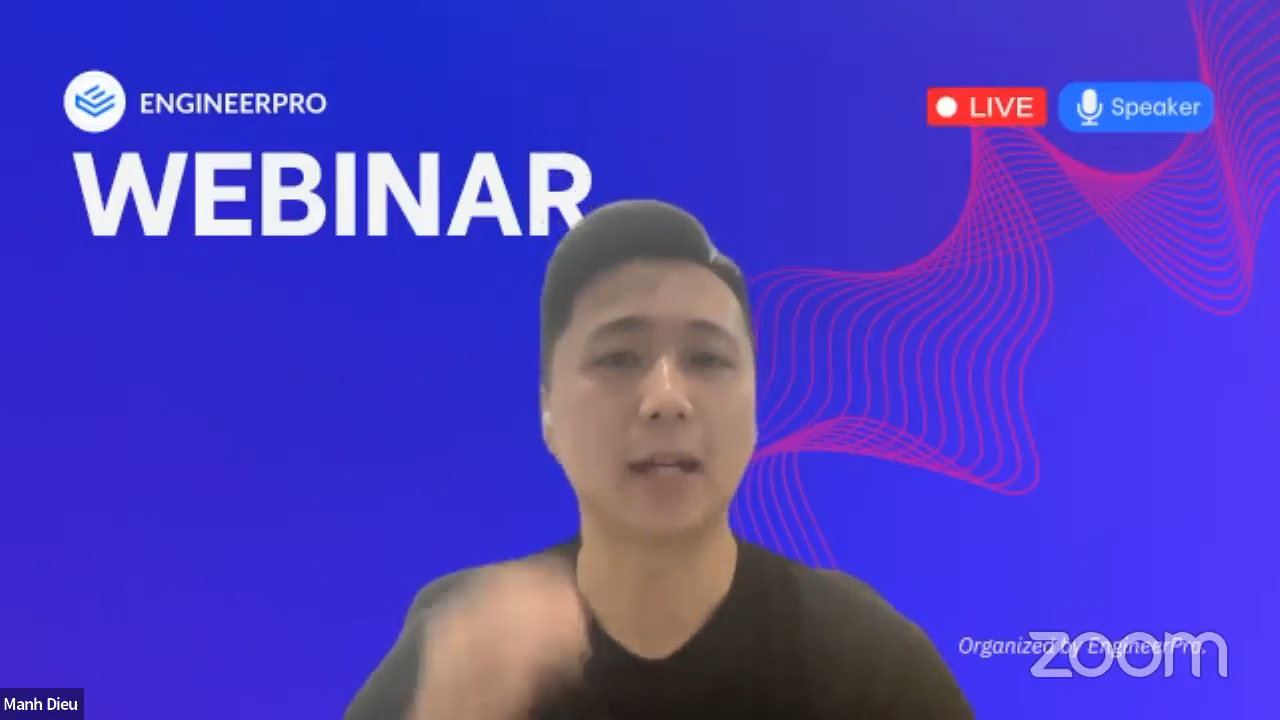 ENGINEERPRO
LIVE
Speaker
WEBINAR
Organized by EngineerPro.
zoom
Manh Dieu